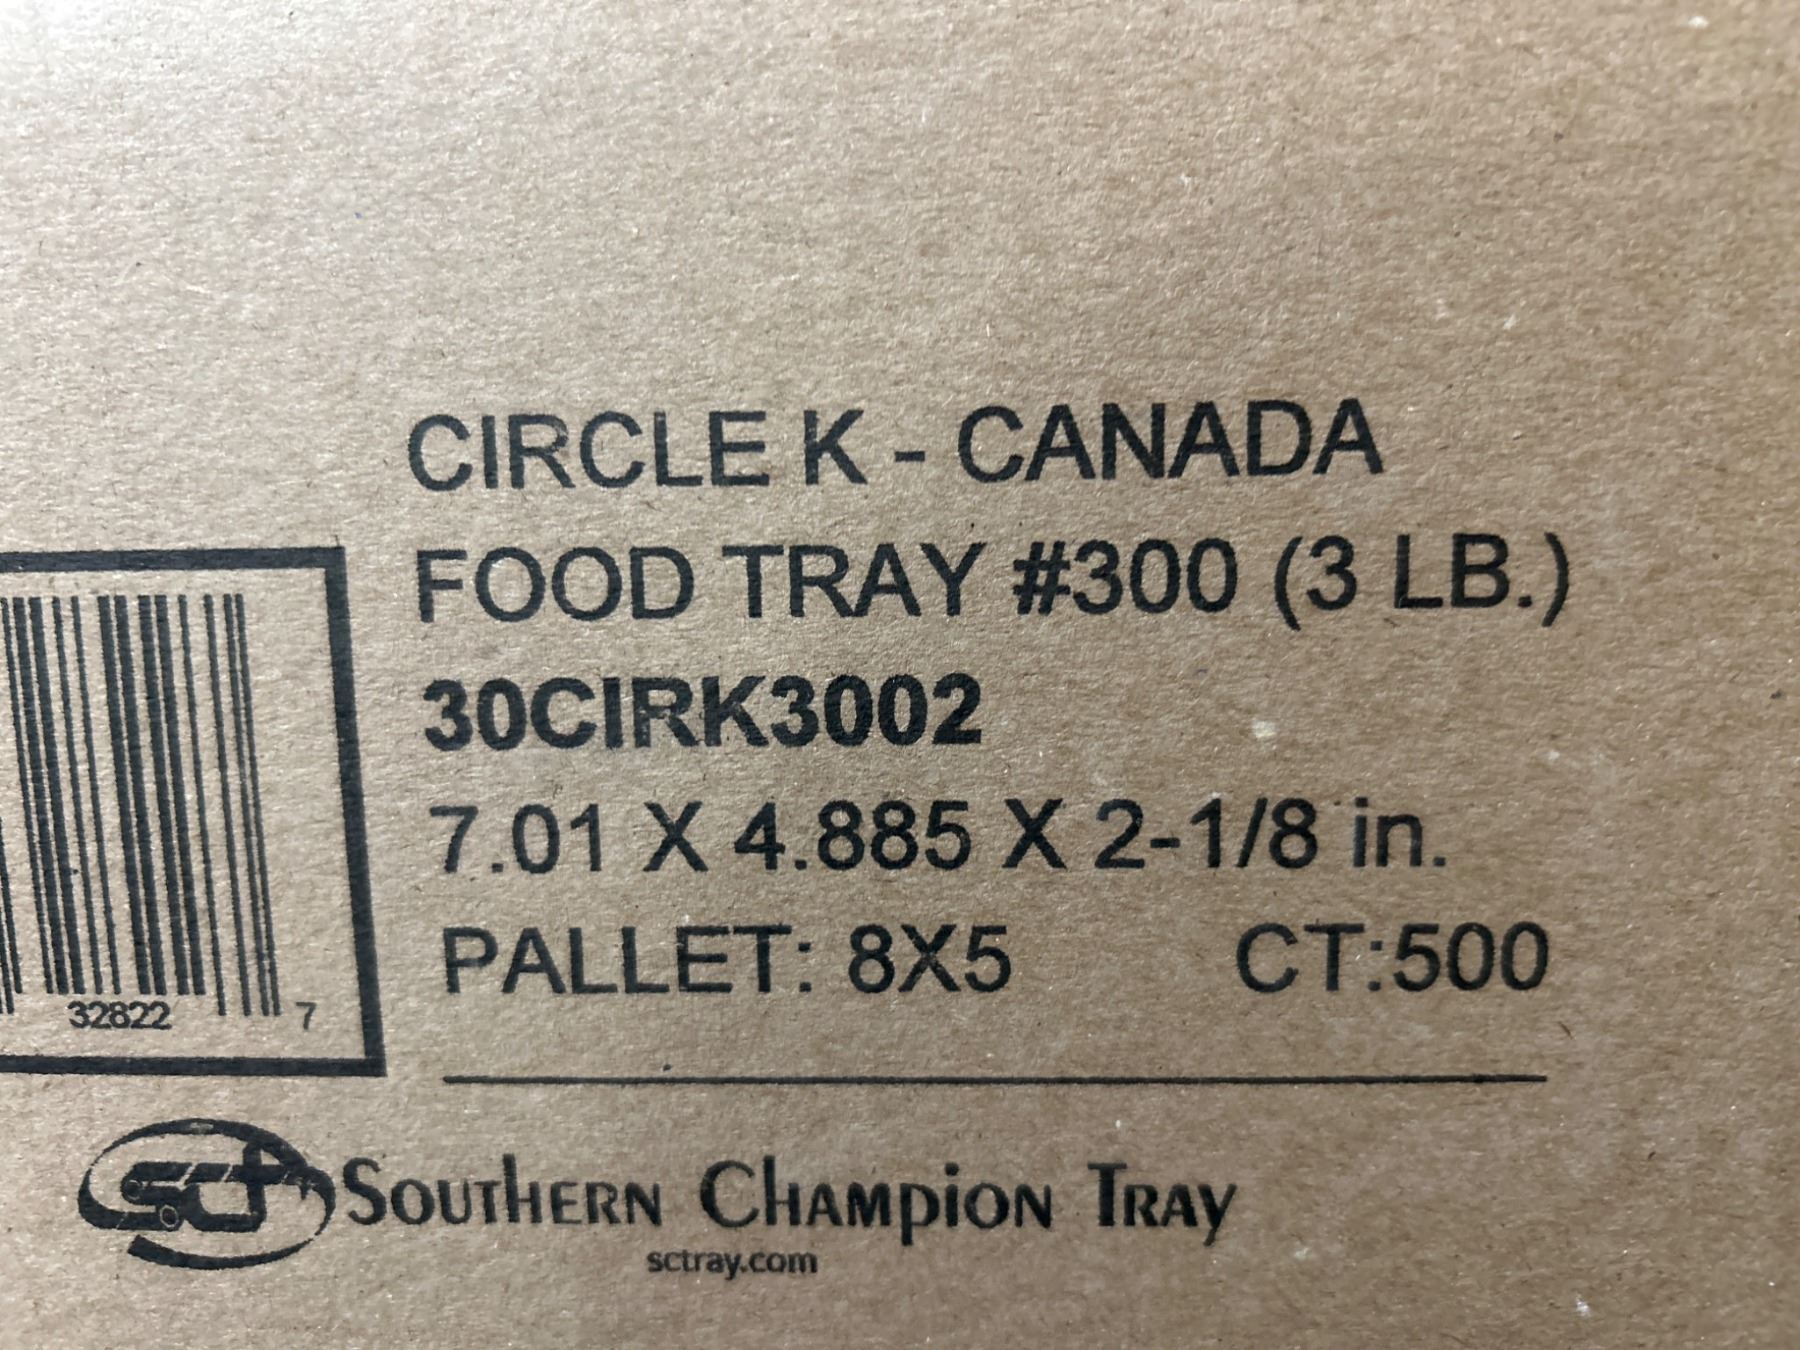 CIRCLE K - CANADA
FOOD TRAY #300 (3 LB.)
30CIRK3002
7.01 X 4.885 X 2-1/8 in.
PALLET: 8X5 CT:500
32822 7
sct SOUTHERN CHAMPION TRAY
sctray.com